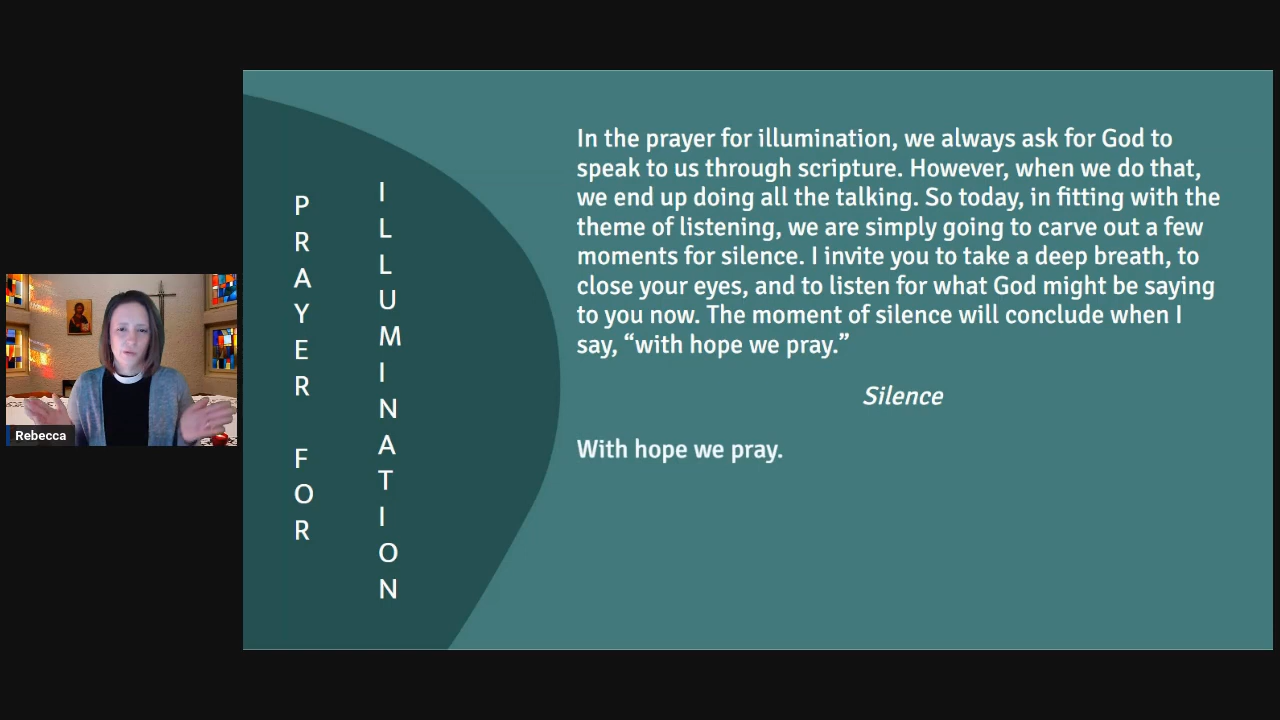 Rebecca
PRAYER FOR
ILLUMINATION
In the prayer for illumination, we always ask for God to
speak to us through scripture. However, when we do that,
we end up doing all the talking. So today, in fitting with the
theme of listening, we are simply going to carve out a few
moments for silence. I invite you to take a deep breath, to
close your eyes, and to listen for what God might be saying
to you now. The moment of silence will conclude when I
say, “with hope we pray.”
Silence
With hope we pray.